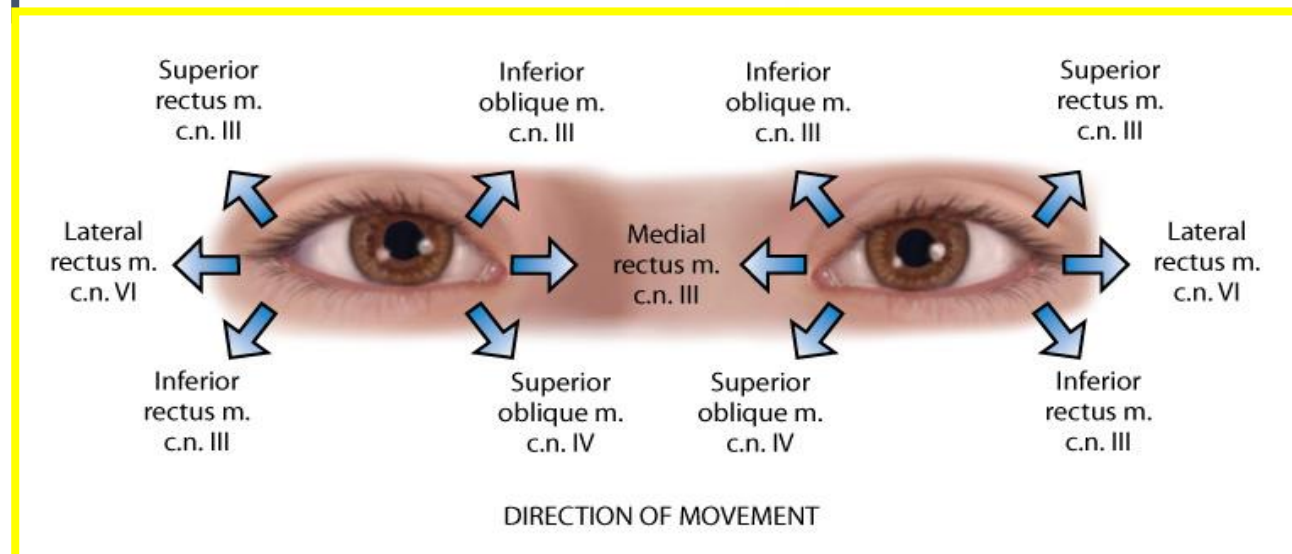 Superior
rectus m.
c.n. III
Inferior
oblique m.
c.n. III
Inferior
oblique m.
c.n. III
Superior
rectus m.
c.n. III
Lateral
rectus m.
c.n. VI
Medial
rectus m.
c.n. III
Lateral
rectus m.
c.n. VI
Inferior
rectus m.
c.n. III
Superior
oblique m.
c.n. IV
Superior
oblique m.
c.n. IV
Inferior
rectus m.
c.n. III
DIRECTION OF MOVEMENT